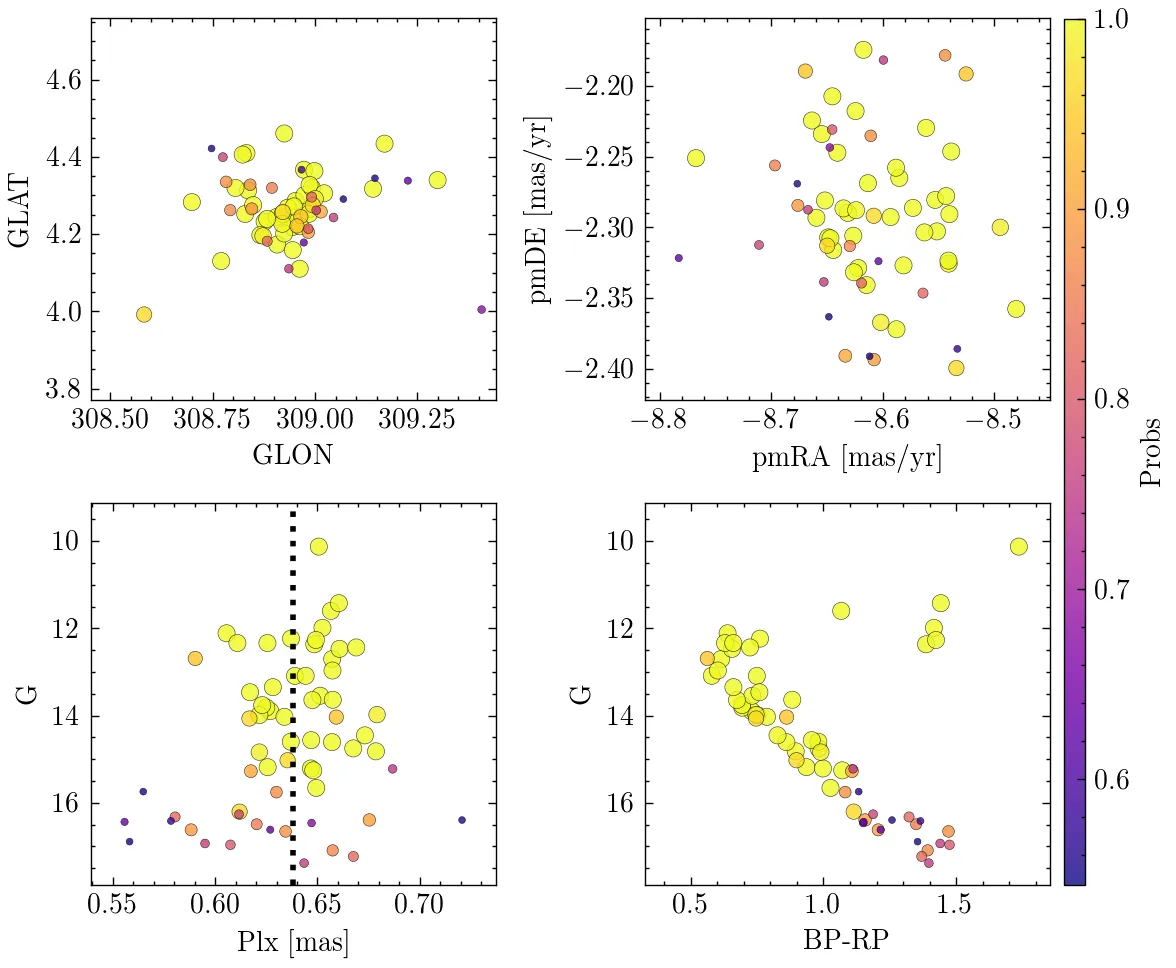 4.6
4.4
4.2
4.0
3.8
GLAT
308.50 308.75 309.00 309.25
GLON
−2.20
−2.25
−2.30
−2.35
−2.40
pmDE [mas/yr]
−8.8 −8.7 −8.6 −8.5
pmRA [mas/yr]
10
12
14
16
G
0.55 0.60 0.65 0.70
Plx [mas]
10
12
14
16
G
0.5 1.0 1.5
BP-RP
1.0
0.9
0.8
0.7
0.6
Probs